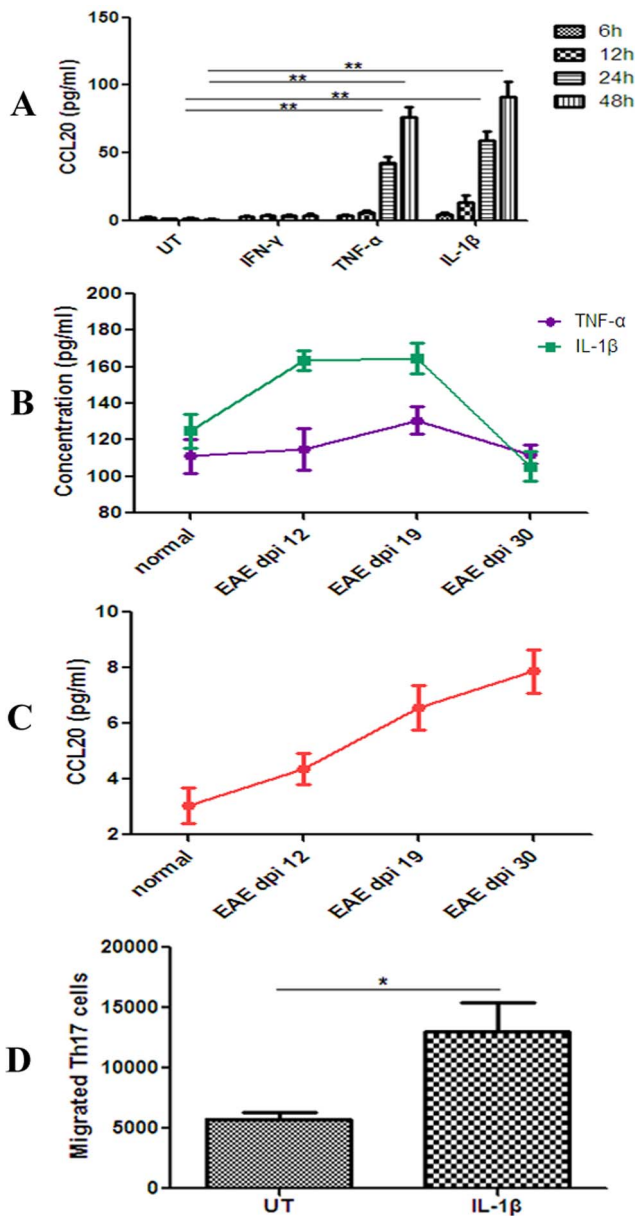 A
CCL20 (pg/ml)
150
100
50
0
**
**
**
**
6h
12h
24h
48h
UT
IFN-γ
TNF-α
IL-1β
B
Concentration (pg/ml)
200
180
160
140
120
100
80
TNF-α
IL-1β
normal
EAE dpi 12
EAE dpi 19
EAE dpi 30
C
CCL20 (pg/ml)
10
8
6
4
2
normal
EAE dpi 12
EAE dpi 19
EAE dpi 30
D
Migrated Th17 cells
20000
15000
10000
5000
0
*
UT
IL-1β